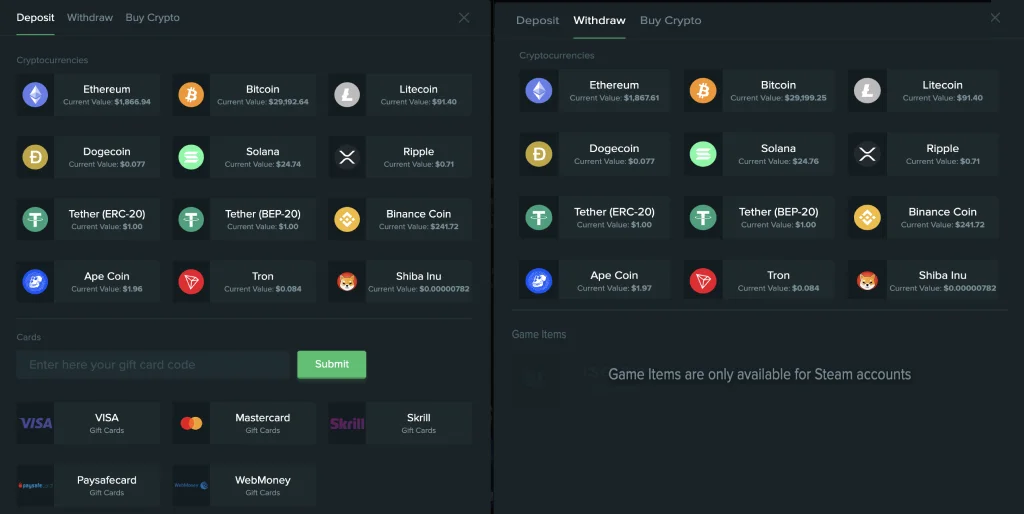 Deposit Withdraw Buy Crypto
Cryptocurrencies
Ethereum
Current Value: $1,866.94
Bitcoin
Current Value: $29,192.64
Litecoin
Current Value: $91.40
Dogecoin
Current Value: $0.077
Solana
Current Value: $24.74
Ripple
Current Value: $0.71
Tether (ERC-20)
Current Value: $1.00
Tether (BEP-20)
Current Value: $1.00
Binance Coin
Current Value: $241.72
Ape Coin
Current Value: $1.96
Tron
Current Value: $0.084
Shiba Inu
Current Value: $0.00000782
Cards
Enter here your gift card code
Submit
VISA
VISA
Gift Cards
Mastercard
Gift Cards
Skrill
Skrill
Gift Cards
paysafecard
Paysafecard
Gift Cards
WebMoney
WebMoney
Gift Cards
Deposit Withdraw Buy Crypto
Cryptocurrencies
Ethereum
Current Value: $1,867.61
Bitcoin
Current Value: $29,199.25
Litecoin
Current Value: $91.40
Dogecoin
Current Value: $0.077
Solana
Current Value: $24.76
Ripple
Current Value: $0.71
Tether (ERC-20)
Current Value: $1.00
Tether (BEP-20)
Current Value: $1.00
Binance Coin
Current Value: $241.72
Ape Coin
Current Value: $1.97
Tron
Current Value: $0.084
Shiba Inu
Current Value: $0.00000782
Game Items
Game Items are only available for Steam accounts